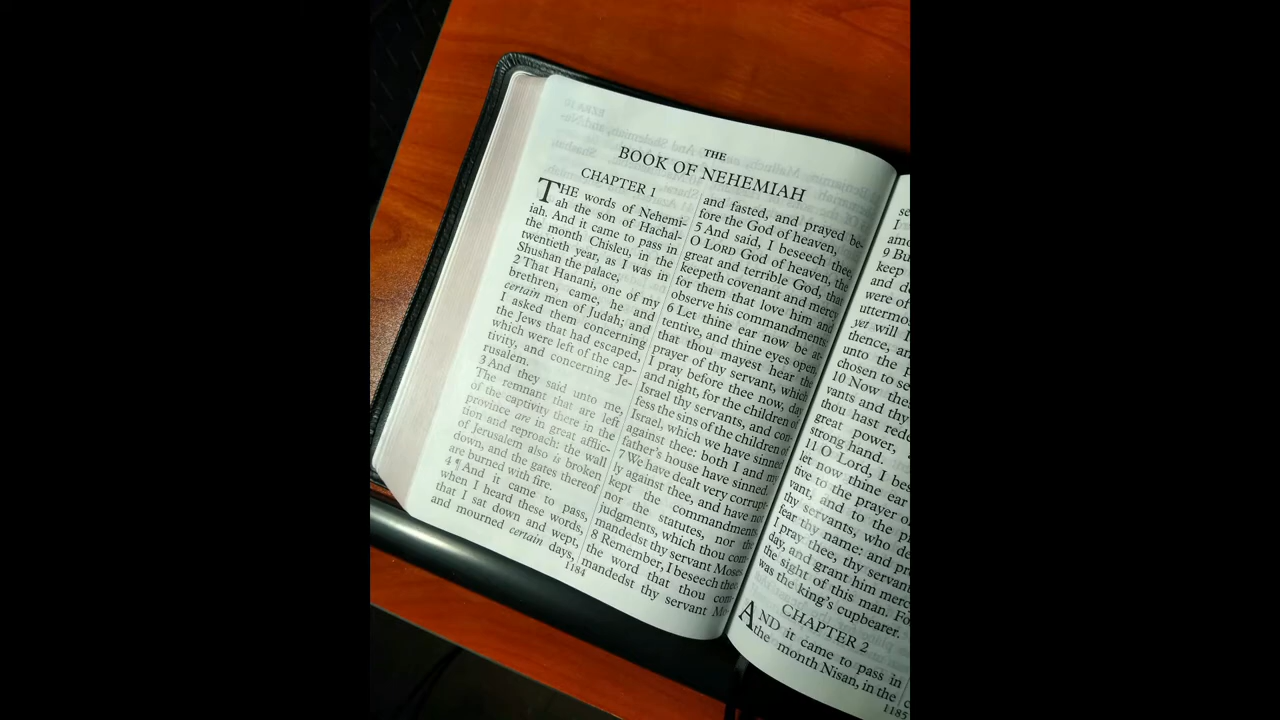 THE
BOOK OF NEHEMIAH
CHAPTER 1
THE words of Nehemi-
ah the son of Hachal-
iah. And it came to pass in
the month Chisleu, in the
twentieth year, as I was in
Shushan the palace,
2 That Hanani, one of my
brethren, came, he and
certain men of Judah; and
I asked them concerning
the Jews that had escaped,
which were left of the cap-
tivity, and concerning Je-
rusalem.
3 And they said unto me,
The remnant that are left
of the captivity there in the
province are in great afflic-
tion and reproach: the wall
of Jerusalem also is broken
down, and the gates thereof
are burned with fire.
4 ¶ And it came to pass,
when I heard these words,
that I sat down and wept,
and mourned certain days,
and fasted, and prayed be-
fore the God of heaven,
5 And said, I beseech thee,
O LORD God of heaven, the
great and terrible God, that
keepeth covenant and mercy
for them that love him and
observe his commandments:
6 Let thine ear now be at-
tentive, and thine eyes open,
that thou mayest hear the
prayer of thy servant, which
I pray before thee now, day
and night, for the children of
Israel thy servants, and con-
fess the sins of the children of
Israel, which we have sinned
against thee: both I and my
father's house have sinned.
7 We have dealt very corrupt-
ly against thee, and have not
kept the commandments,
nor the statutes, nor the
judgments, which thou com-
mandedst thy servant Moses.
8 Remember, I beseech thee,
the word that thou com-
mandedst thy servant Mo-
1184
se
I
amo
9 Bu
keep
and d
were of
uttermo
yet will I
thence, an
unto the p
chosen to se
10 Now the
vants and thy
thou hast rede
great power,
strong hand.
11 O Lord, I bes
let now thine ear
tive to the prayer of
vant, and to the p
thy servants, who de
fear thy name: and pr
I pray thee, thy servan
day, and grant him merc
the sight of this man. Fo
was the king's cupbearer.
CHAPTER 2
AND it came to pass in
the month Nisan, in the
1185